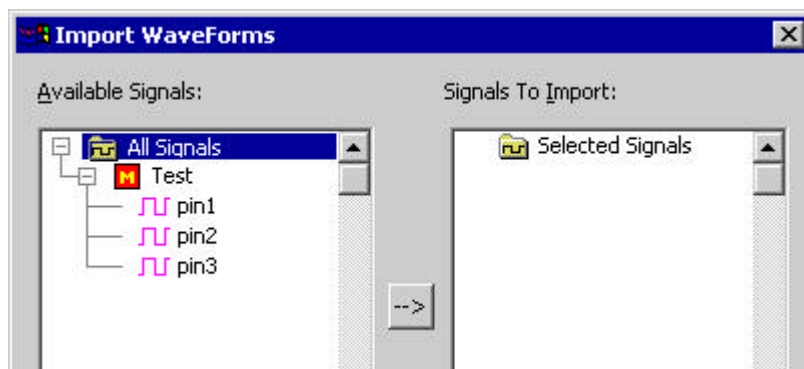 Import WaveForms
Available Signals:
Signals To Import:
All Signals
M Test
pin1
pin2
pin3
Selected Signals
-->